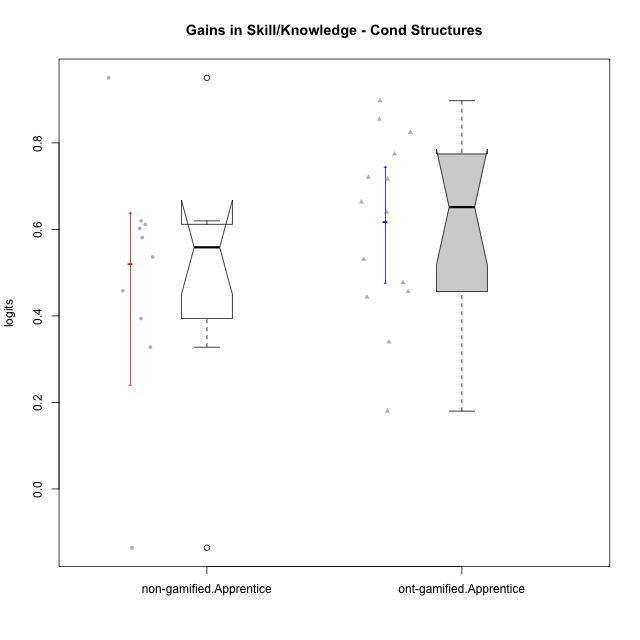 Gains in Skill/Knowledge - Cond Structures
logits
0.8
0.6
0.4
0.2
0.0
non-gamified.Apprentice
ont-gamified.Apprentice